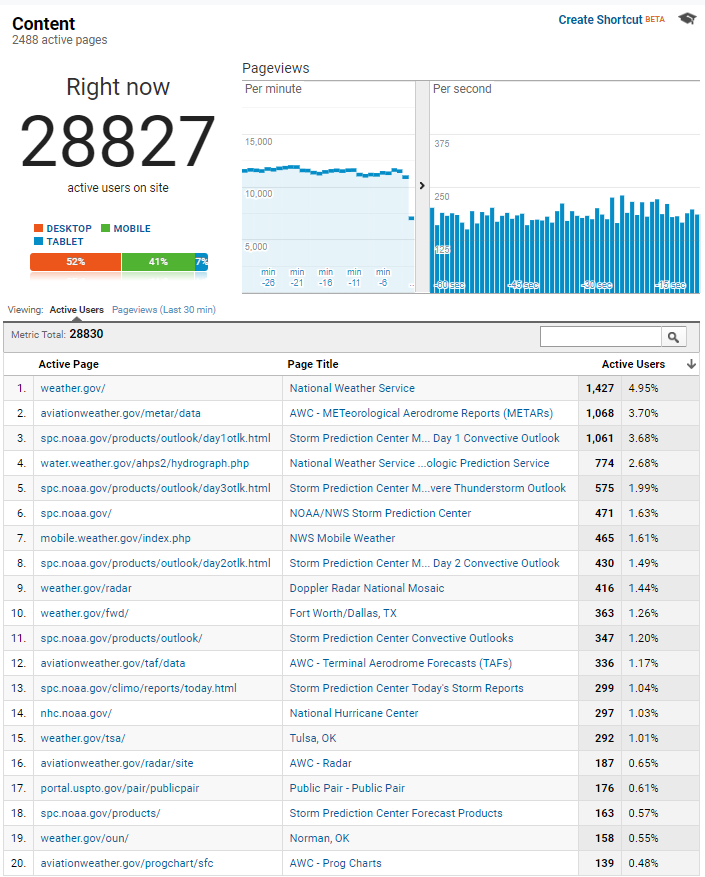 Content
Create Shortcut BETA
2488 active pages
Right now
28827
active users on site
DESKTOP MOBILE
TABLET
52% 41% 7%
Pageviews
Per minute
15,000
10,000
5,000
min min min min min
-26 -21 -16 -11 -6
Per second
375
250
125
-60 sec -45 sec -30 sec -15 sec
Viewing: Active Users Pageviews (Last 30 min)
Metric Total: 28830
Active Page Page Title Active Users
1. weather.gov/ National Weather Service 1,427 4.95%
2. aviationweather.gov/metar/data AWC - METeorological Aerodrome Reports (METARs) 1,068 3.70%
3. spc.noaa.gov/products/outlook/day1otlk.html Storm Prediction Center M... Day 1 Convective Outlook 1,061 3.68%
4. water.weather.gov/ahps2/hydrograph.php National Weather Service ...ologic Prediction Service 774 2.68%
5. spc.noaa.gov/products/outlook/day3otlk.html Storm Prediction Center M...vere Thunderstorm Outlook 575 1.99%
6. spc.noaa.gov/ NOAA/NWS Storm Prediction Center 471 1.63%
7. mobile.weather.gov/index.php NWS Mobile Weather 465 1.61%
8. spc.noaa.gov/products/outlook/day2otlk.html Storm Prediction Center M... Day 2 Convective Outlook 430 1.49%
9. weather.gov/radar Doppler Radar National Mosaic 416 1.44%
10. weather.gov/fwd/ Fort Worth/Dallas, TX 363 1.26%
11. spc.noaa.gov/products/outlook/ Storm Prediction Center Convective Outlooks 347 1.20%
12. aviationweather.gov/taf/data AWC - Terminal Aerodrome Forecasts (TAFs) 336 1.17%
13. spc.noaa.gov/climo/reports/today.html Storm Prediction Center Today's Storm Reports 299 1.04%
14. nhc.noaa.gov/ National Hurricane Center 297 1.03%
15. weather.gov/tsa/ Tulsa, OK 292 1.01%
16. aviationweather.gov/radar/site AWC - Radar 187 0.65%
17. portal.uspto.gov/pair/publicpair Public Pair - Public Pair 176 0.61%
18. spc.noaa.gov/products/ Storm Prediction Center Forecast Products 163 0.57%
19. weather.gov/oun/ Norman, OK 158 0.55%
20. aviationweather.gov/progchart/sfc AWC - Prog Charts 139 0.48%